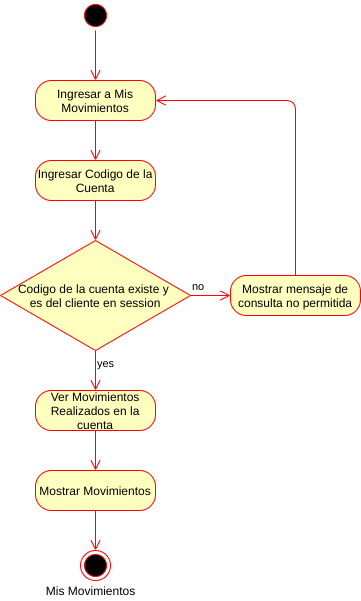 Ingresar a Mis
Movimientos
Ingresar Codigo de la
Cuenta
Codigo de la cuenta existe y
es del cliente en session
no
Mostrar mensaje de
consulta no permitida
yes
Ver Movimientos
Realizados en la
cuenta
Mostrar Movimientos
Mis Movimientos